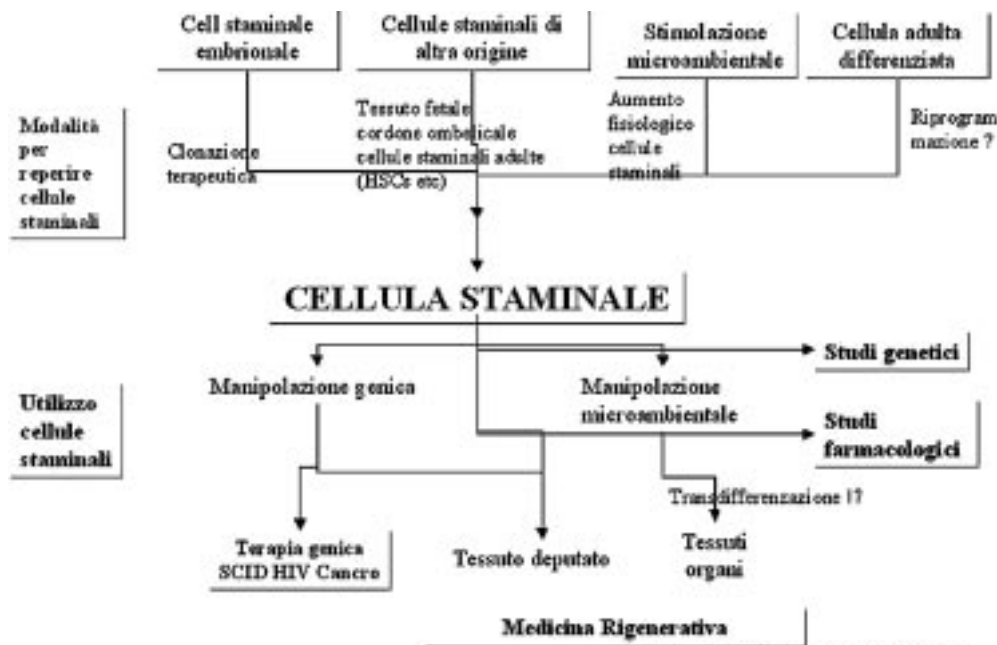 Cell staminale
embrionale
Cellule staminali di
altra origine
Stimolazione
microambientale
Cellula adulta
differenziata
Modalità
per
reperire
cellule
staminali
Clonazione
terapeutica
Tessuto fetale
cordone ombelicale
cellule staminali adulte
(HSCs etc)
Aumento
fisiologico
cellule
staminali
Riprogram
mazione ?
CELLULA STAMINALE
Studi genetici
Manipolazione genica
Manipolazione
microambientale
Utilizzo
cellule
staminali
Studi
farmacologici
Transdifferenzazione !?
Terapia genica
SCID HIV Cancro
Tessuto deputato
Tessuti
organi
Medicina Rigenerativa